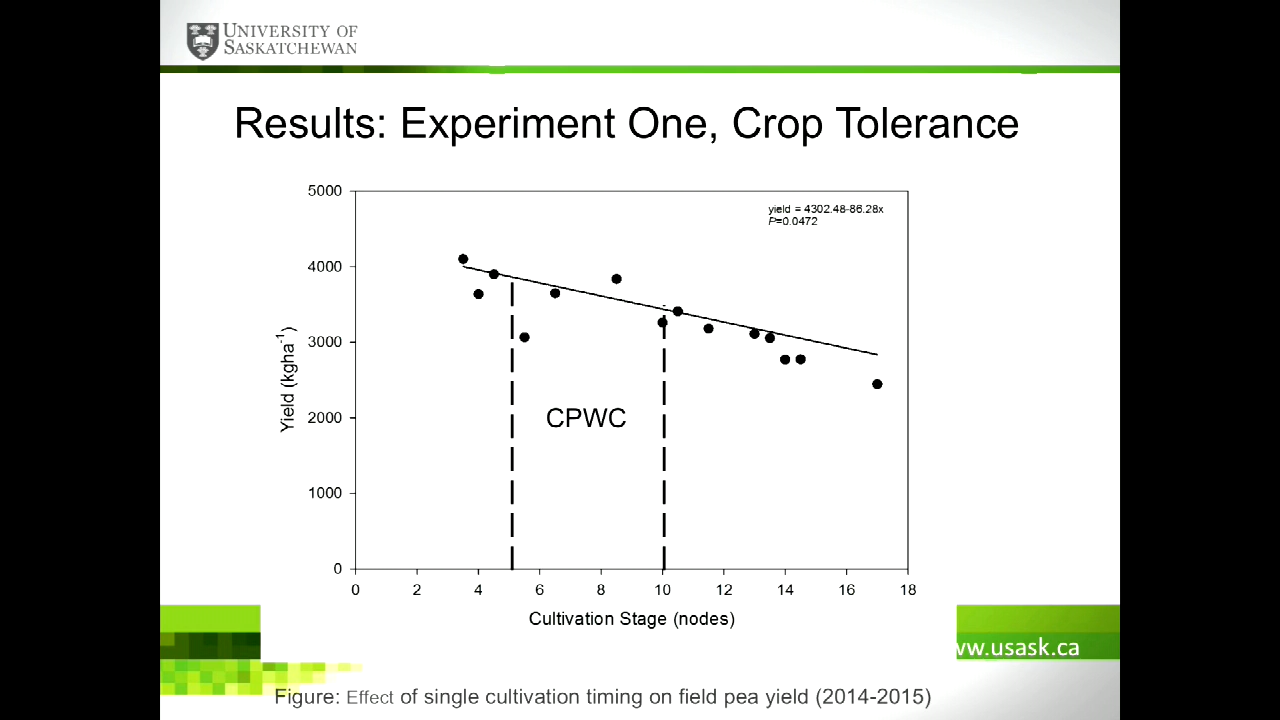 UNIVERSITY OF
SASKATCHEWAN
Results: Experiment One, Crop Tolerance
yield = 4302.48-86.28x
P=0.0472
5000
4000
3000
2000
1000
0
Yield (kgha-1)
CPWC
0 2 4 6 8 10 12 14 16 18
Cultivation Stage (nodes)
vw.usask.ca
Figure: Effect of single cultivation timing on field pea yield (2014-2015)